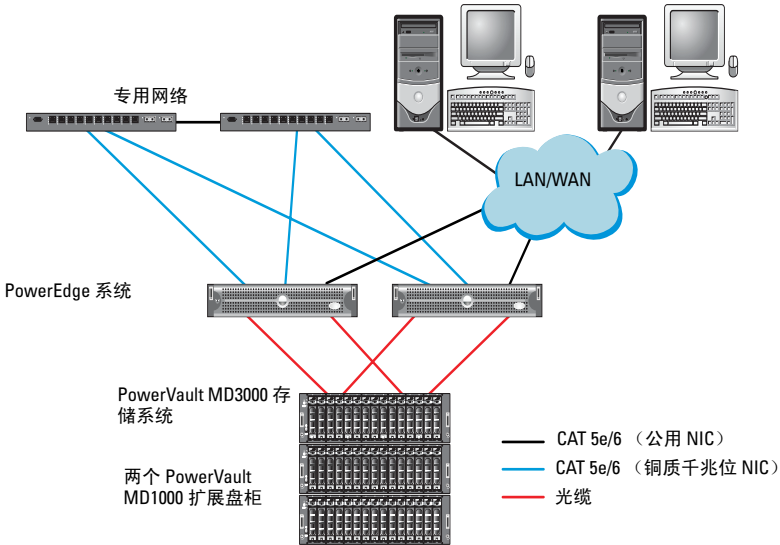 专用网络
LAN/WAN
PowerEdge 系统
PowerVault MD3000 存
储系统
两个 PowerVault
MD1000 扩展盘柜
CAT 5e/6 （公用 NIC）
CAT 5e/6 （铜质千兆位 NIC）
光缆